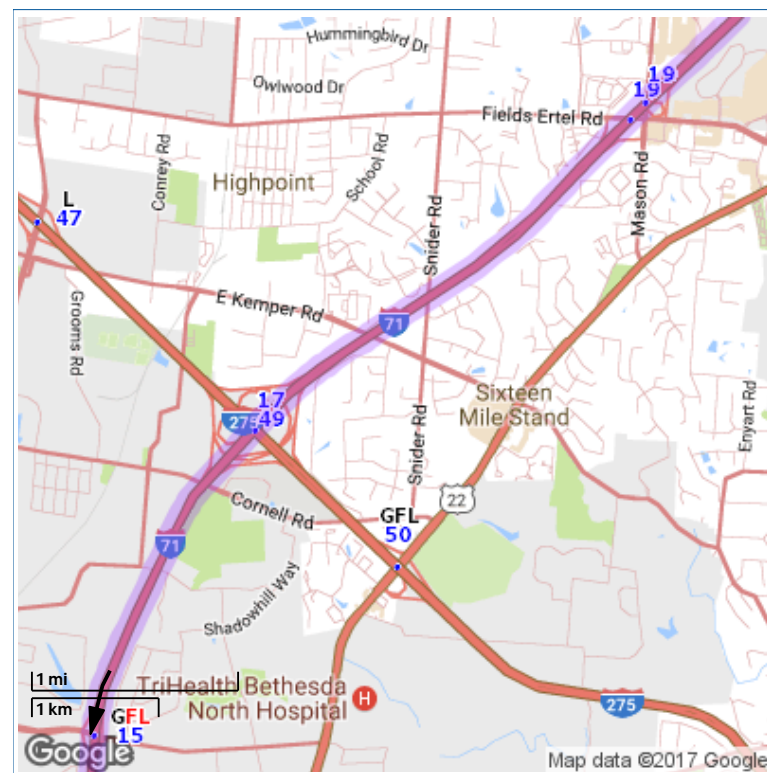 Hummingbird Dr
Owlwood Dr
19
19
Fields Ertel Rd
Conrey Rd
School Rd
Highpoint
Mason Rd
L
47
Snider Rd
E Kemper Rd
Grooms Rd
71
Sixteen
Mile Stand
17
49
275
Enyart Rd
Snider Rd
Cornell Rd
22
GFL
50
71
Shadowhill Way
1 mi
TriHealth Bethesda
North Hospital
H
1 km
GFL
15
275
Google
Map data ©2017 Google